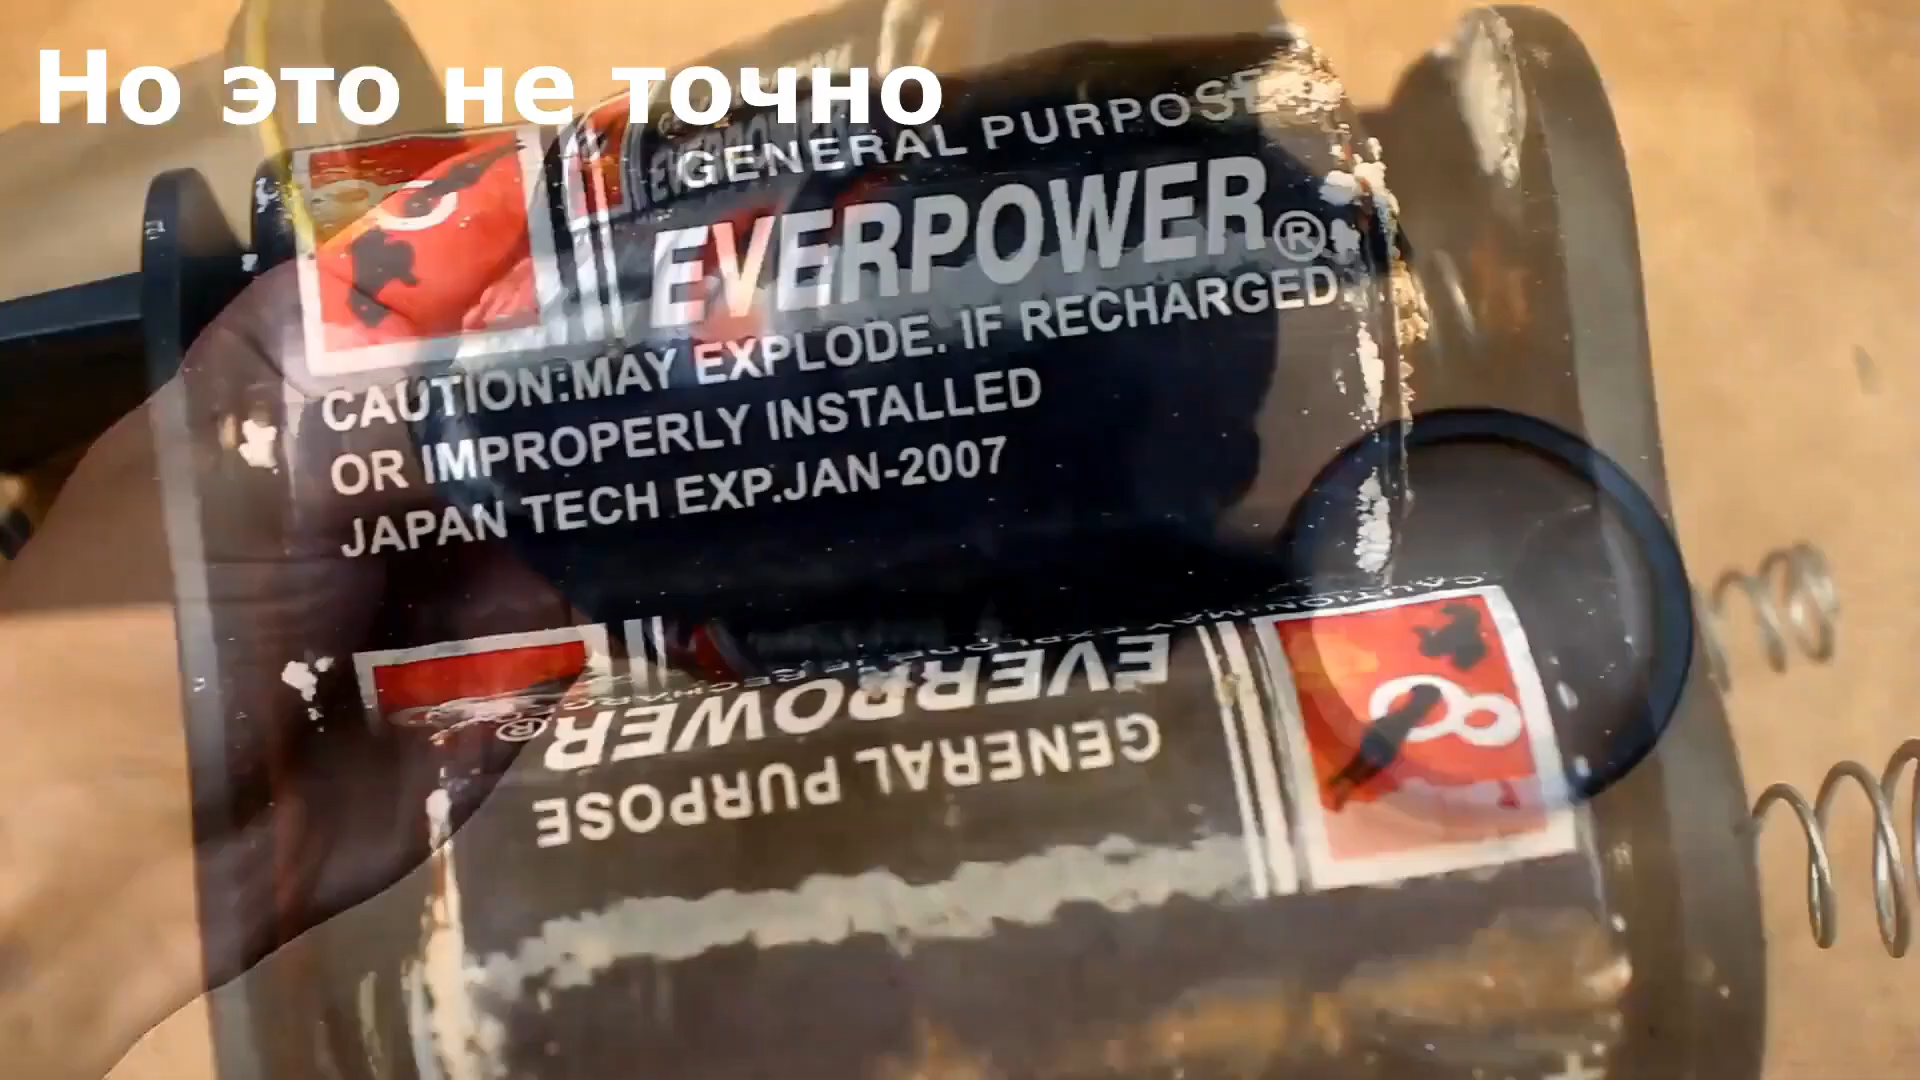 Но это не точно
GENERAL PURPOSE
EVERPOWER®
CAUTION:MAY EXPLODE. IF RECHARGED
OR IMPROPERLY INSTALLED
JAPAN TECH EXP.JAN-2007
EVERPOWER®
GENERAL PURPOSE
8